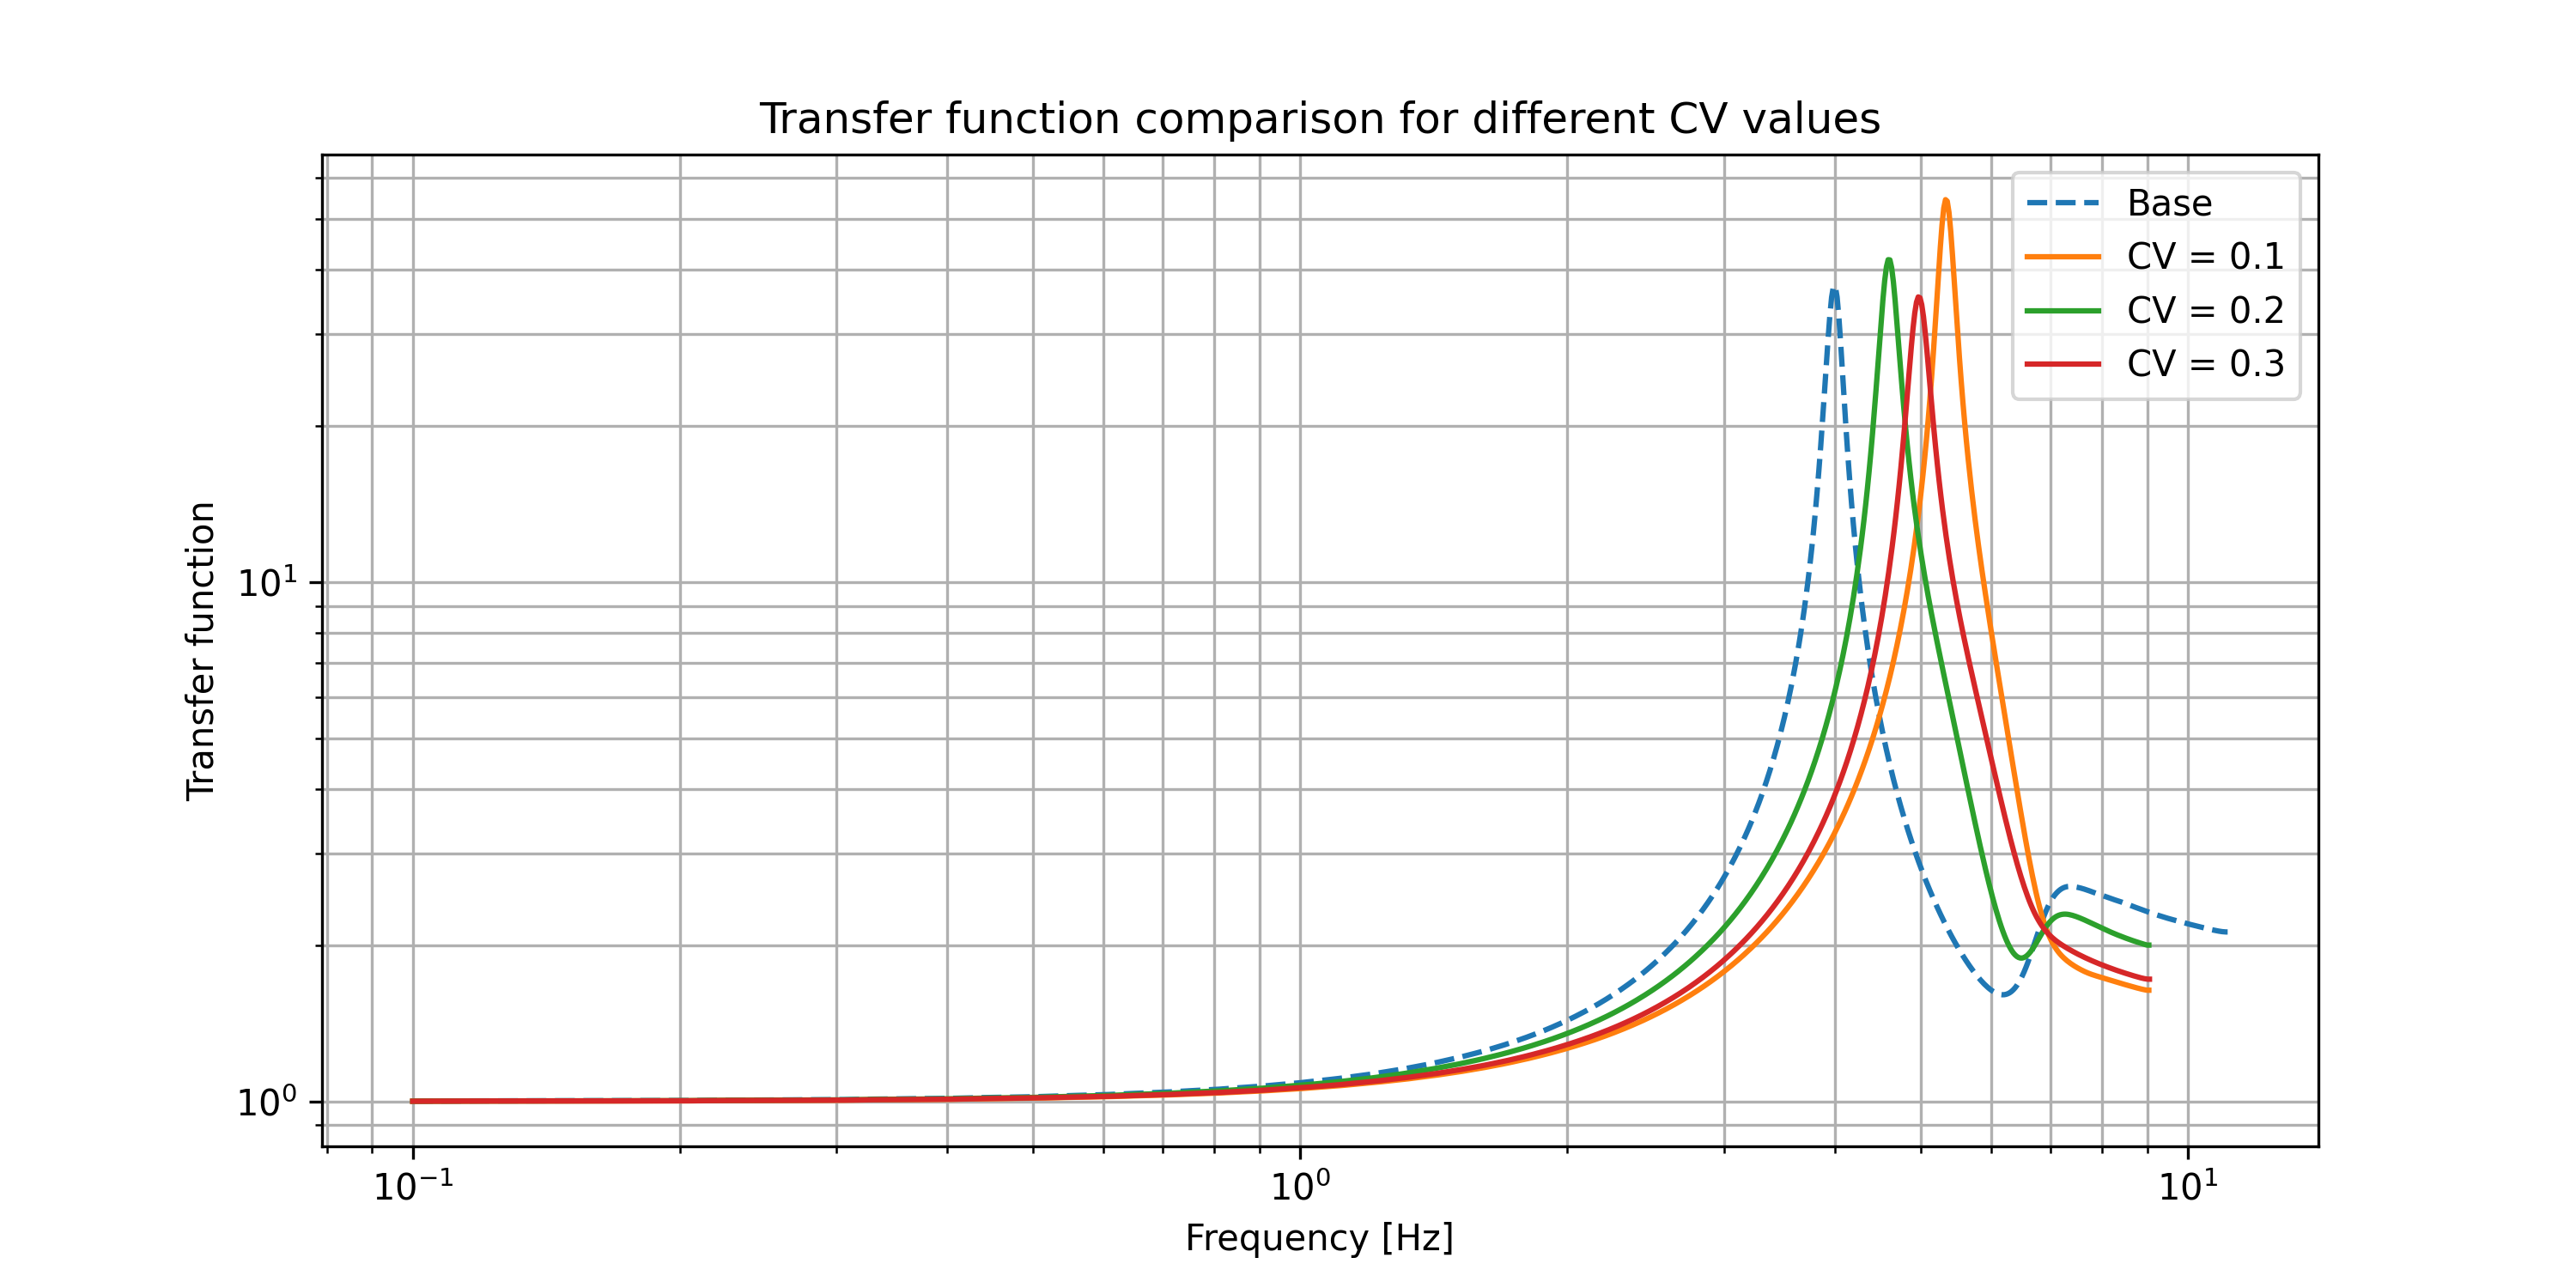 Transfer function comparison for different CV values
Base
CV = 0.1
CV = 0.2
CV = 0.3
Transfer function
10¹
10⁰
10⁻¹
10⁰
10¹
Frequency [Hz]